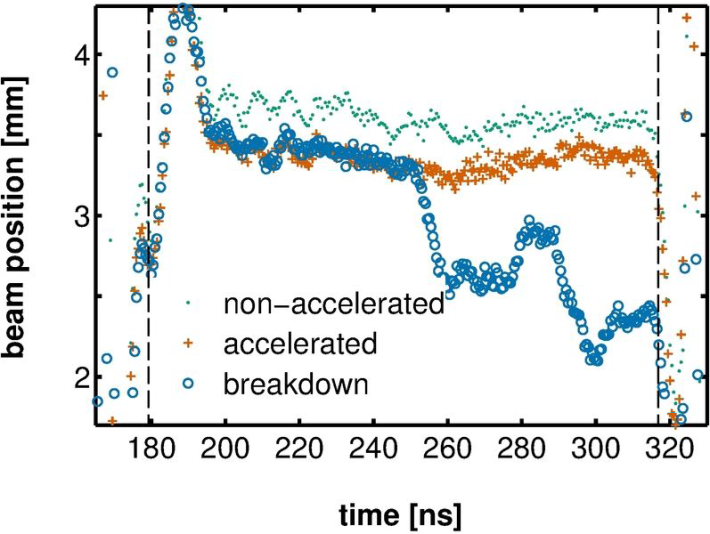 4
3
2
beam position [mm]
non−accelerated
accelerated
breakdown
180 200 220 240 260 280 300 320
time [ns]